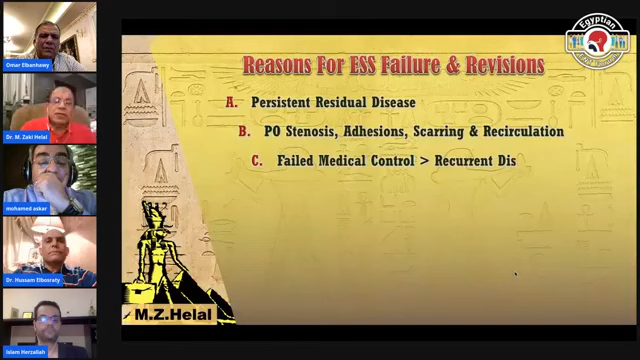 Omar Elbanhawy
Dr. M. Zaki Helal
mohamed askar
Dr. Hussam Elbosraty
Islam Herzallah
Egyptian
Reasons For ESS Failure & Revisions
A. Persistent Residual Disease
B. PO Stenosis, Adhesions, Scarring & Recirculation
C. Failed Medical Control > Recurrent Dis
M.Z.Helal